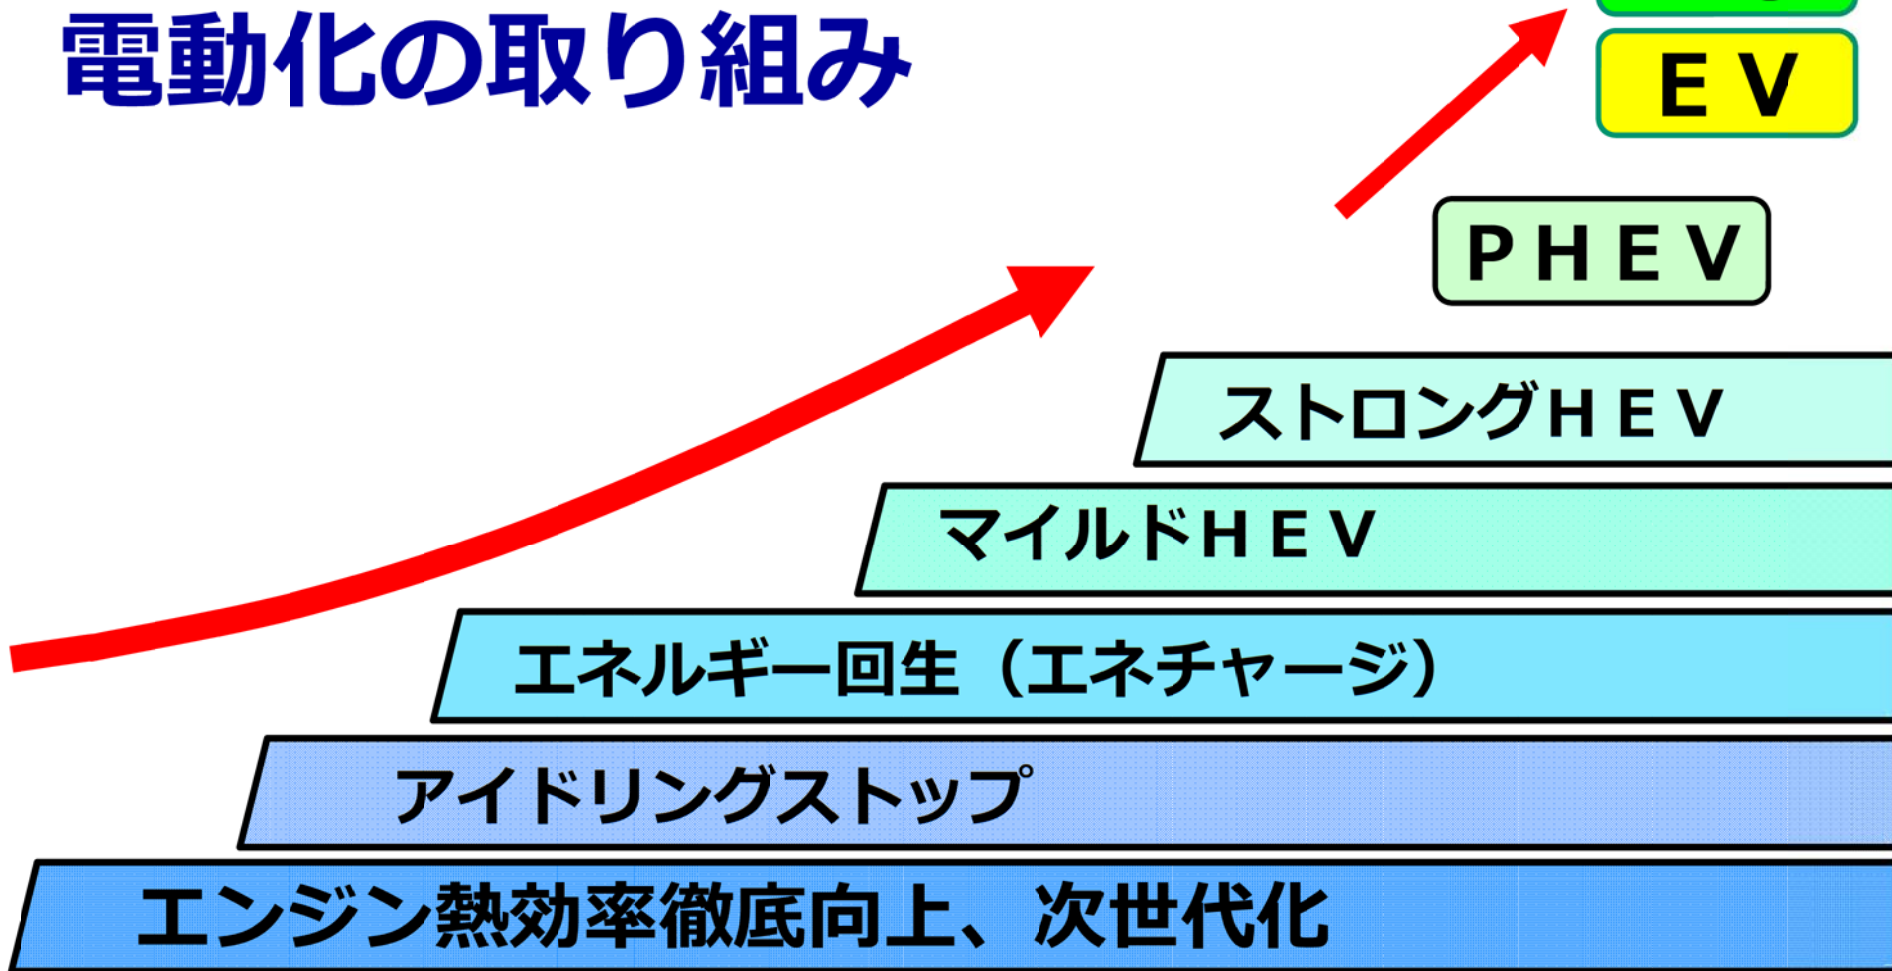 電動化の取り組み
ＥＶ
ＰＨＥＶ
ストロングＨＥＶ
マイルドＨＥＶ
エネルギー回生（エネチャージ）
アイドリングストップ
エンジン熱効率徹底向上、次世代化